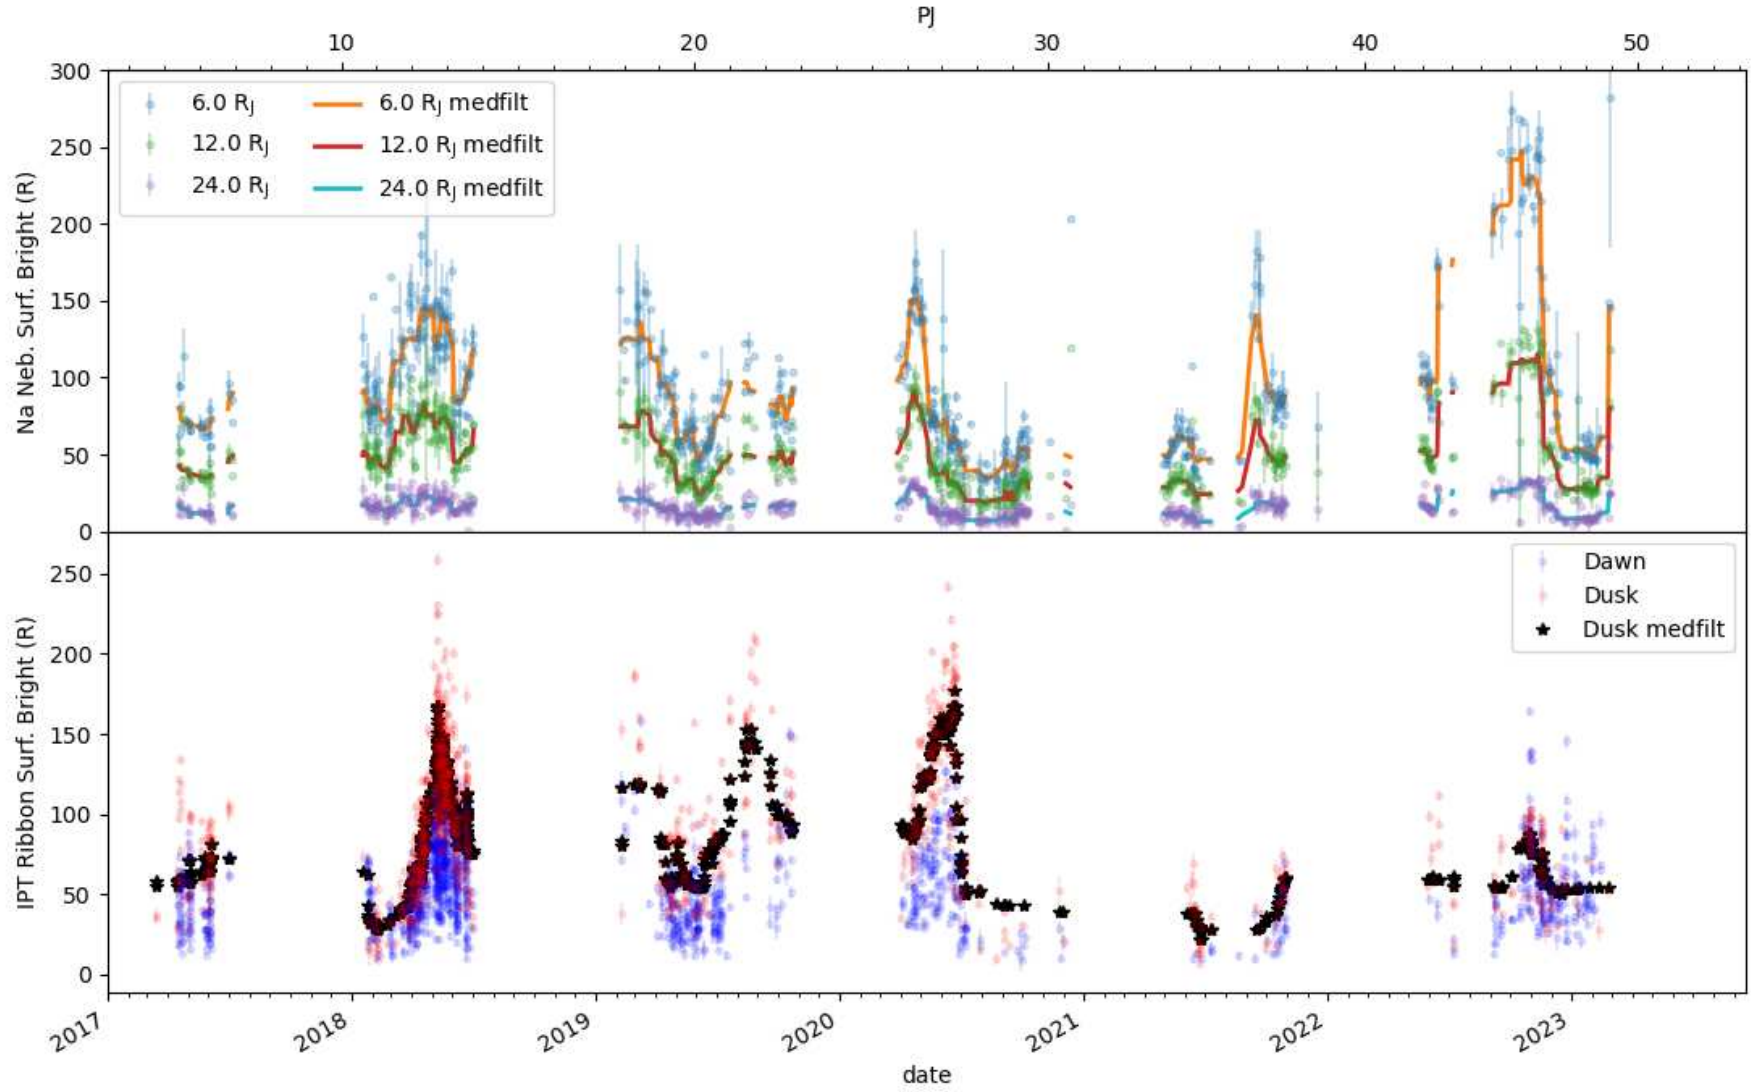 PJ
10 20 30 40 50
300
250
200
150
100
50
0
Na Neb. Surf. Bright (R)
6.0 RJ 6.0 RJ medfilt
12.0 RJ 12.0 RJ medfilt
24.0 RJ 24.0 RJ medfilt
250
200
150
100
50
0
IPT Ribbon Surf. Bright (R)
Dawn
Dusk
Dusk medfilt
2017 2018 2019 2020 2021 2022 2023
date